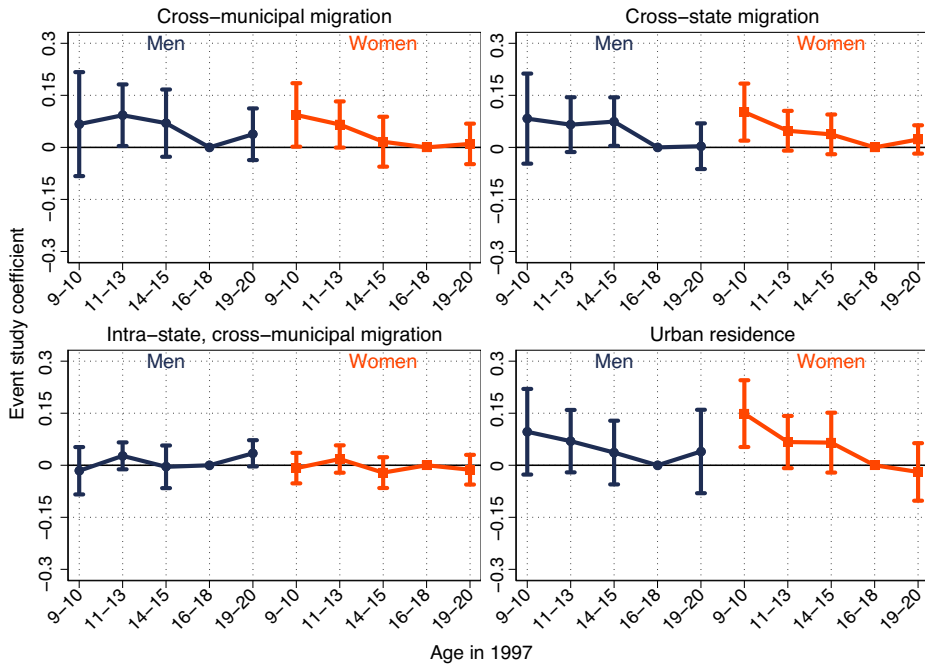 Cross−municipal migration
Men Women
0.3
0.15
0
−0.15
−0.3
9−10 11−13 14−15 16−18 19−20 9−10 11−13 14−15 16−18 19−20
Cross−state migration
Men Women
0.3
0.15
0
−0.15
−0.3
9−10 11−13 14−15 16−18 19−20 9−10 11−13 14−15 16−18 19−20
Event study coefficient
Intra−state, cross−municipal migration
Men Women
0.3
0.15
0
−0.15
−0.3
9−10 11−13 14−15 16−18 19−20 9−10 11−13 14−15 16−18 19−20
Urban residence
Men Women
0.3
0.15
0
−0.15
−0.3
9−10 11−13 14−15 16−18 19−20 9−10 11−13 14−15 16−18 19−20
Age in 1997